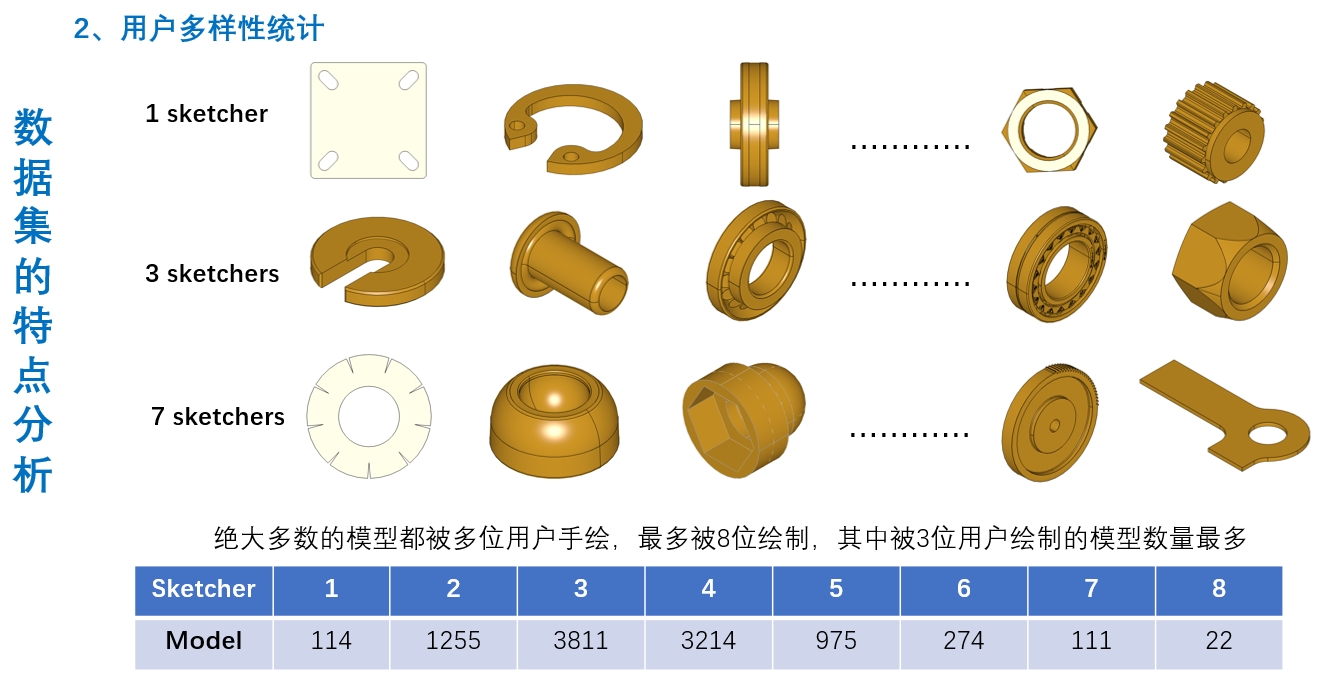 2、用户多样性统计
数据集的特点分析
1 sketcher
............
3 sketchers
............
7 sketchers
............
绝大多数的模型都被多位用户手绘，最多被8位绘制，其中被3位用户绘制的模型数量最多
Sketcher 1 2 3 4 5 6 7 8
Model 114 1255 3811 3214 975 274 111 22